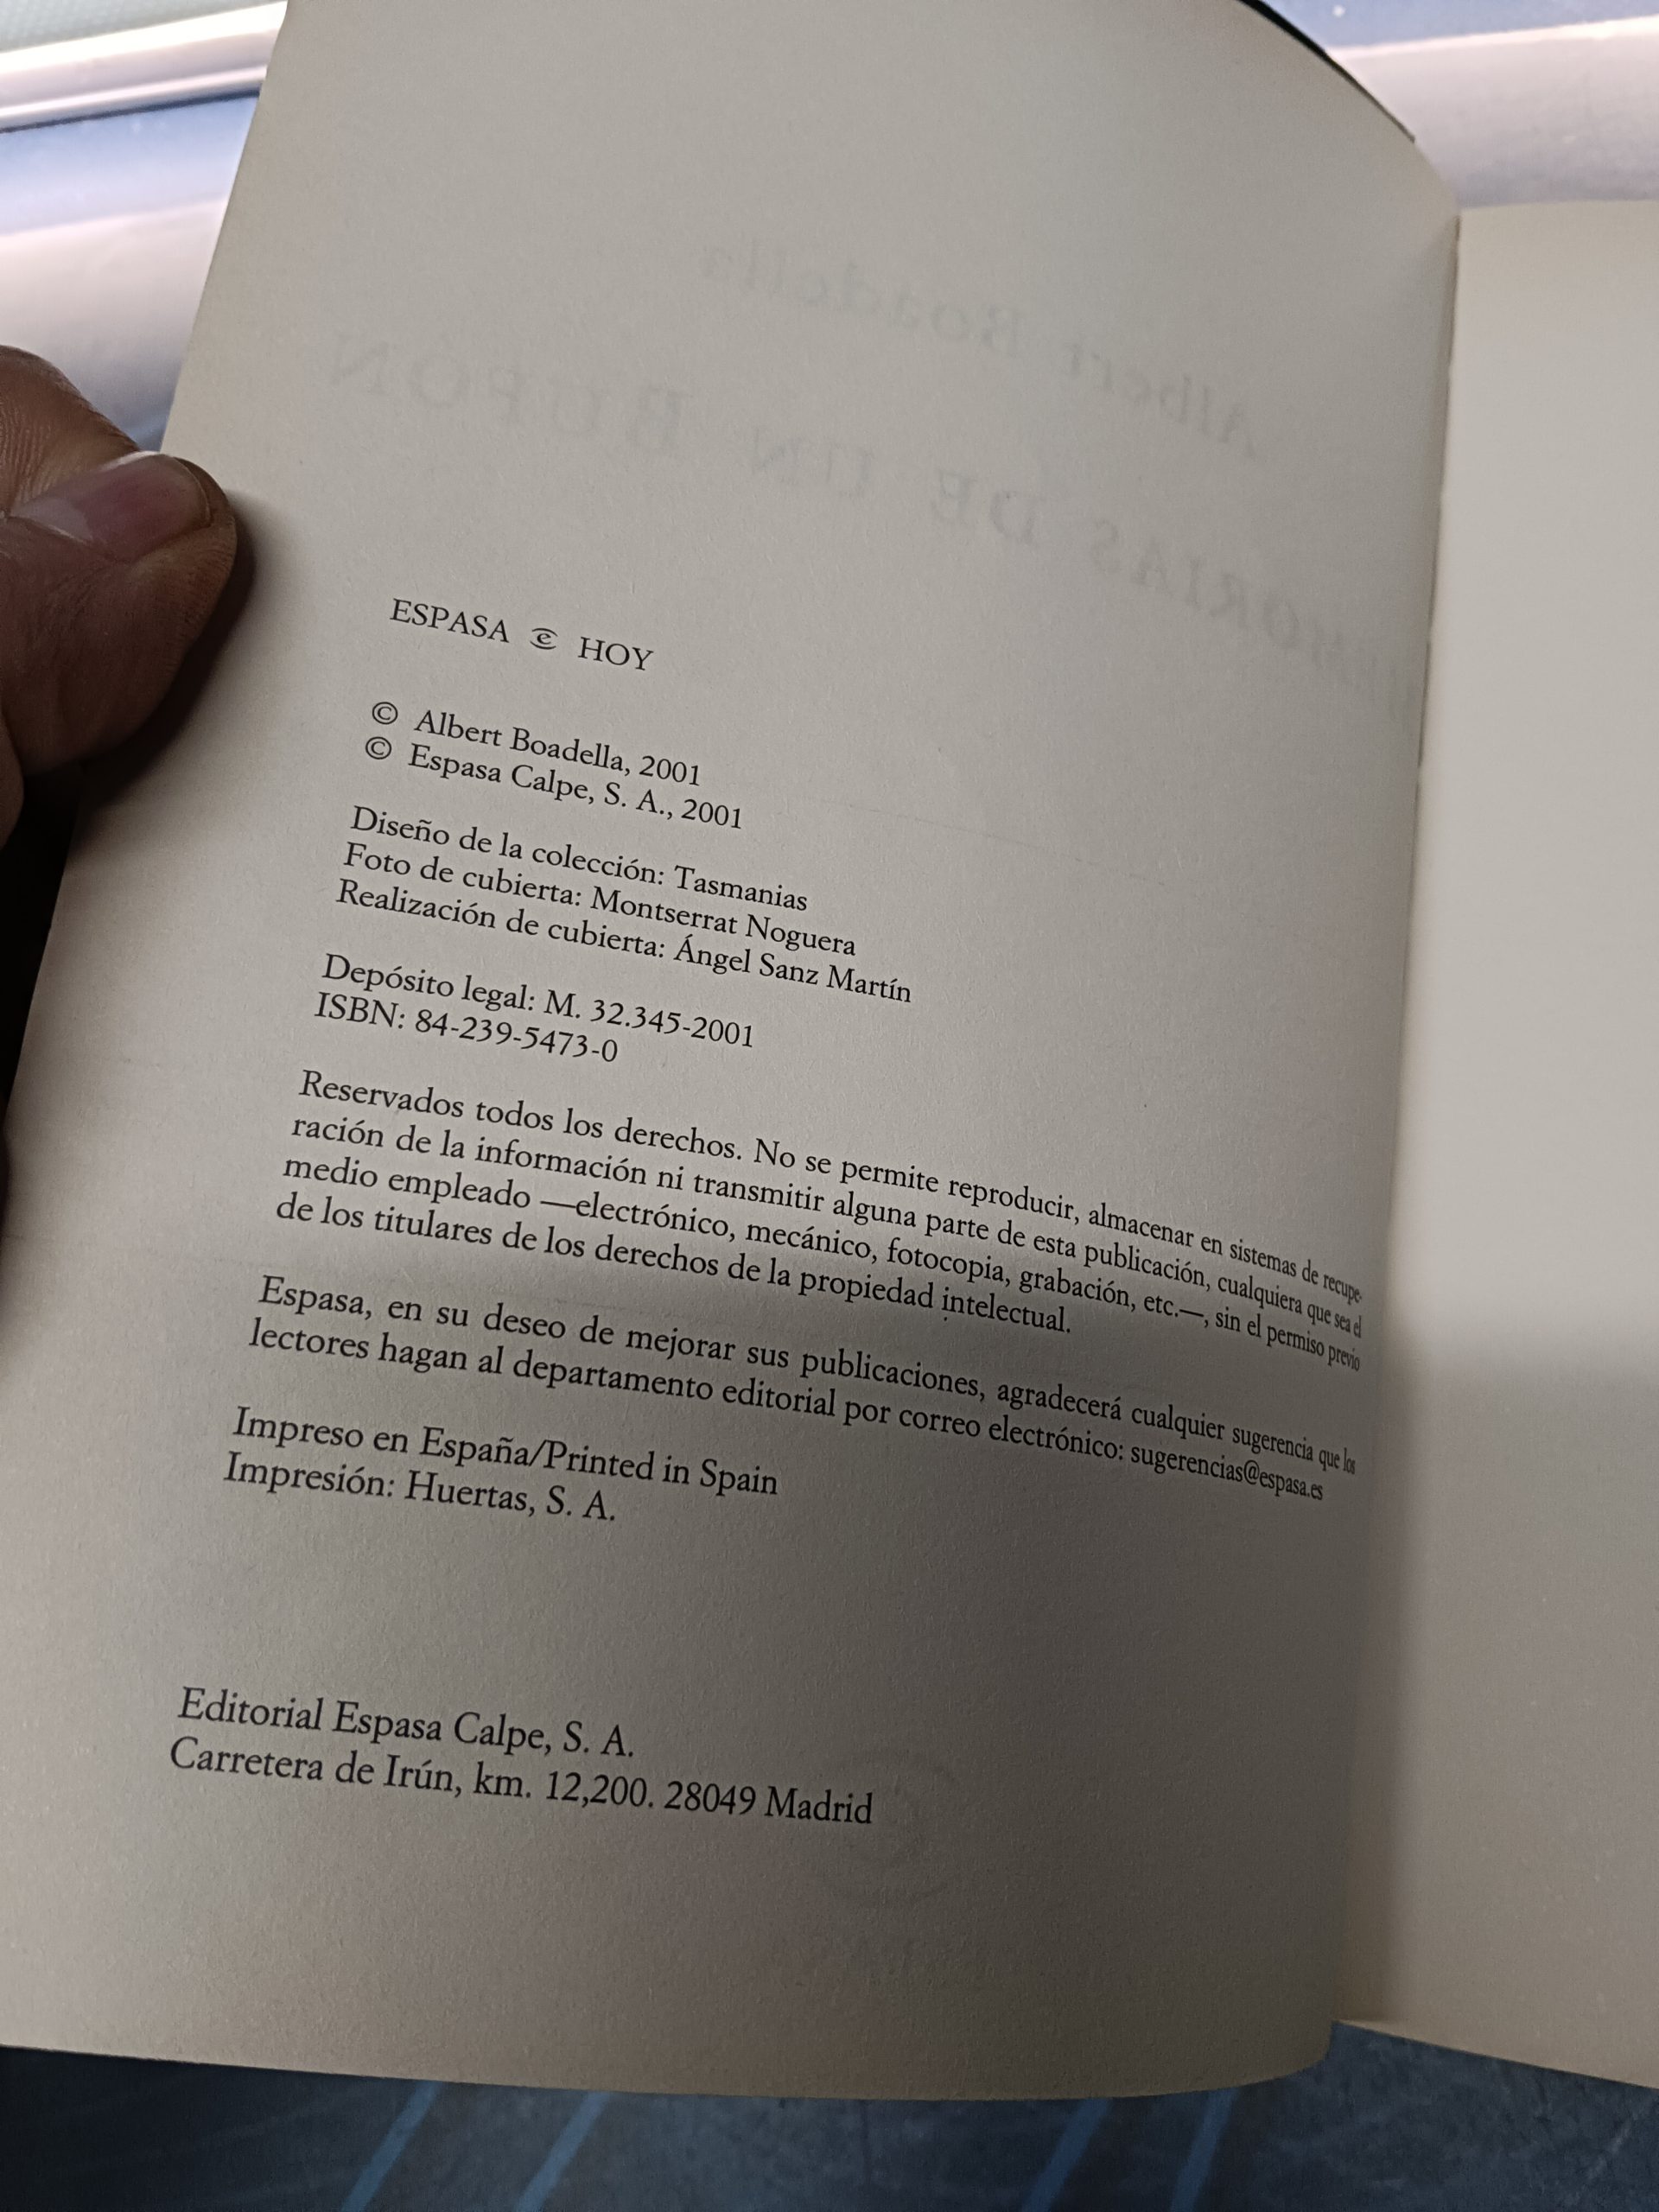 ESPASA HOY
© Albert Boadella, 2001
© Espasa Calpe, S. A., 2001
Diseño de la colección: Tasmanias
Foto de cubierta: Montserrat Noguera
Realización de cubierta: Ángel Sanz Martín
Depósito legal: M. 32.345-2001
ISBN: 84-239-5473-0
Reservados todos los derechos. No se permite reproducir, almacenar en sistemas de recupe-
ración de la información ni transmitir alguna parte de esta publicación, cualquiera que sea el
medio empleado —electrónico, mecánico, fotocopia, grabación, etc.—, sin el permiso previo
de los titulares de los derechos de la propiedad intelectual.
Espasa, en su deseo de mejorar sus publicaciones, agradecerá cualquier sugerencia que los
lectores hagan al departamento editorial por correo electrónico: sugerencias@espasa.es
Impreso en España/Printed in Spain
Impresión: Huertas, S. A.
Editorial Espasa Calpe, S. A.
Carretera de Irún, km. 12,200. 28049 Madrid